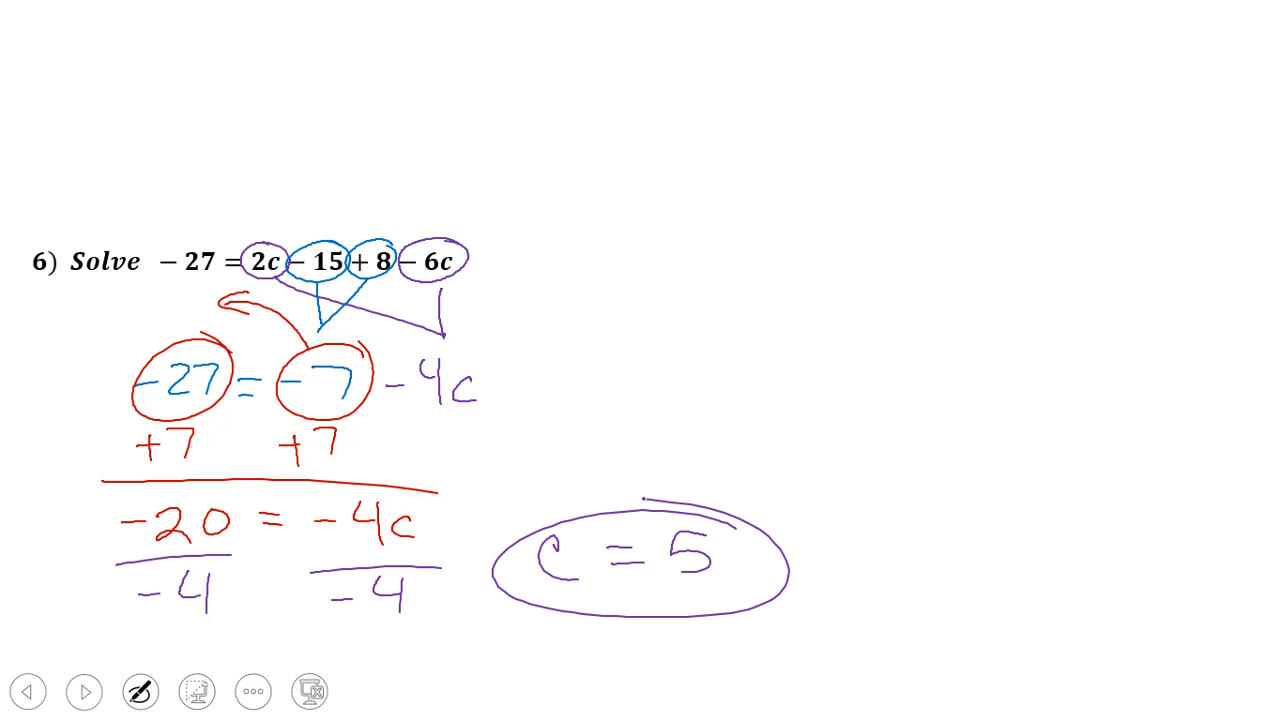 6) Solve − 27 = 2c − 15 + 8 − 6c
-27 = -7 - 4c
+7 +7
-20 = -4c
-4 -4
c = 5